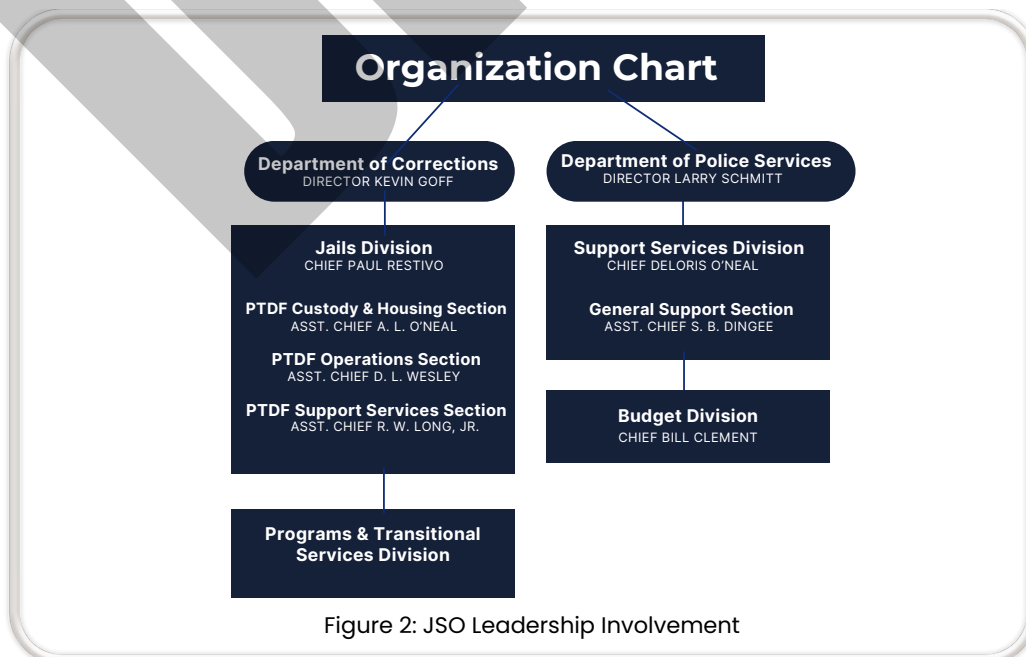 Organization Chart
Department of Corrections
DIRECTOR KEVIN GOFF
Jails Division
CHIEF PAUL RESTIVO
PTDF Custody & Housing Section
ASST. CHIEF A. L. O'NEAL
PTDF Operations Section
ASST. CHIEF D. L. WESLEY
PTDF Support Services Section
ASST. CHIEF R. W. LONG, JR.
Programs & Transitional
Services Division
Department of Police Services
DIRECTOR LARRY SCHMITT
Support Services Division
CHIEF DELORIS O'NEAL
General Support Section
ASST. CHIEF S. B. DINGEE
Budget Division
CHIEF BILL CLEMENT
Figure 2: JSO Leadership Involvement